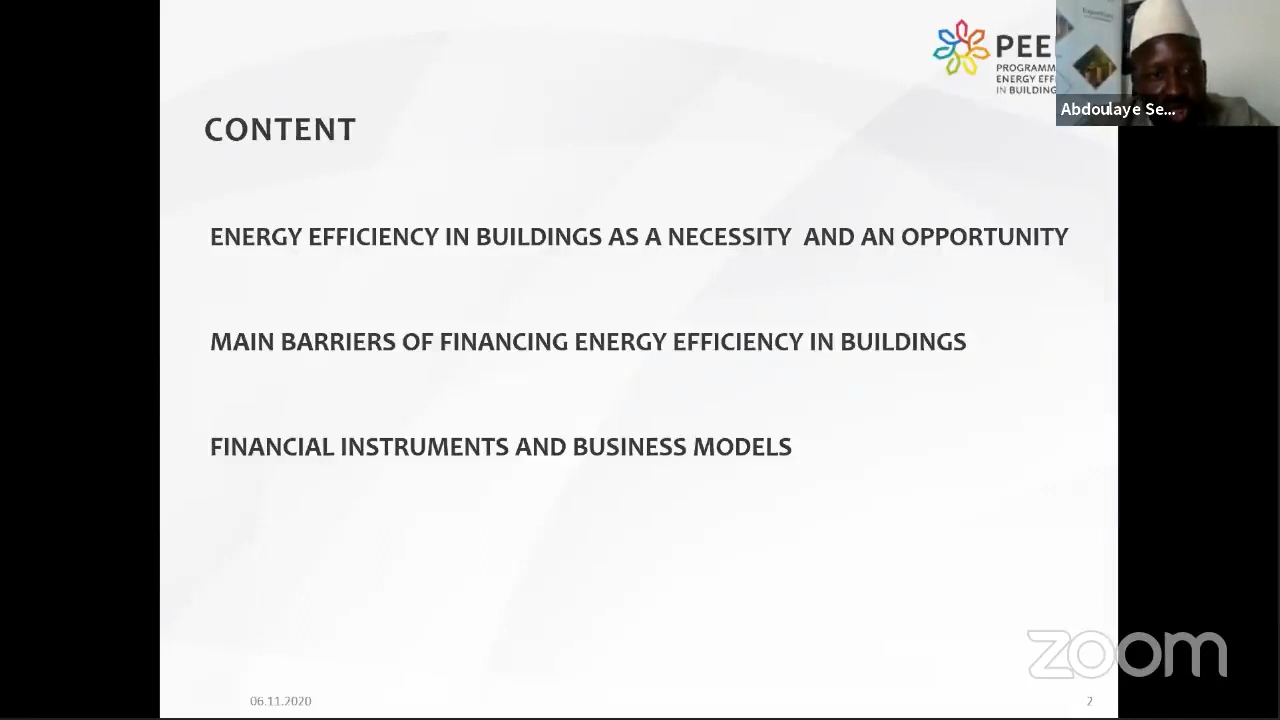 PEE
PROGRAMM
ENERGY EFF
IN BUILDING
Abdoulaye Se...
CONTENT
ENERGY EFFICIENCY IN BUILDINGS AS A NECESSITY AND AN OPPORTUNITY
MAIN BARRIERS OF FINANCING ENERGY EFFICIENCY IN BUILDINGS
FINANCIAL INSTRUMENTS AND BUSINESS MODELS
zoom
06.11.2020
2